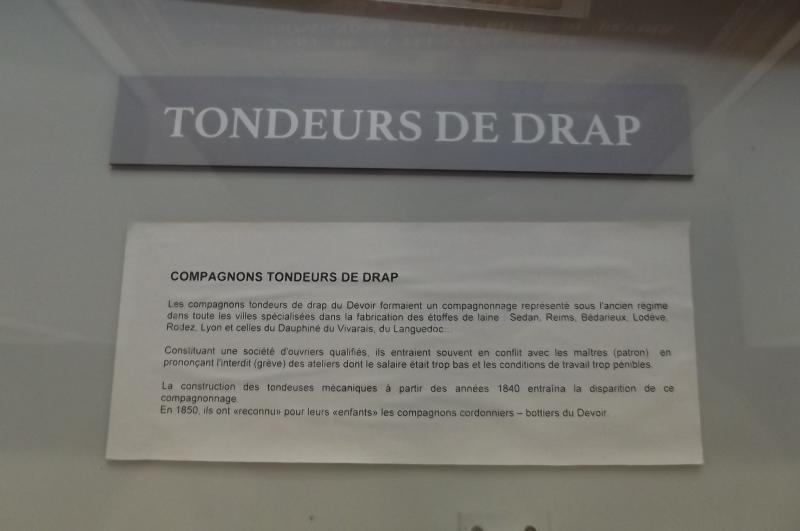 TONDEURS DE DRAP
COMPAGNONS TONDEURS DE DRAP
Les compagnons tondeurs de drap du Devoir formaient un compagnonnage représenté sous l'ancien régime
dans toute les villes spécialisées dans la fabrication des étoffes de laine : Sedan, Reims, Bédarieux, Lodève,
Rodez, Lyon et celles du Dauphiné du Vivarais, du Languedoc...
Constituant une société d'ouvriers qualifiés, ils entraient souvent en conflit avec les maîtres (patron) en
prononçant l'interdit (grève) des ateliers dont le salaire était trop bas et les conditions de travail trop pénibles.
La construction des tondeuses mécaniques à partir des années 1840 entraîna la disparition de ce
compagnonnage.
En 1850, ils ont «reconnu» pour leurs «enfants» les compagnons cordonniers – bottiers du Devoir.